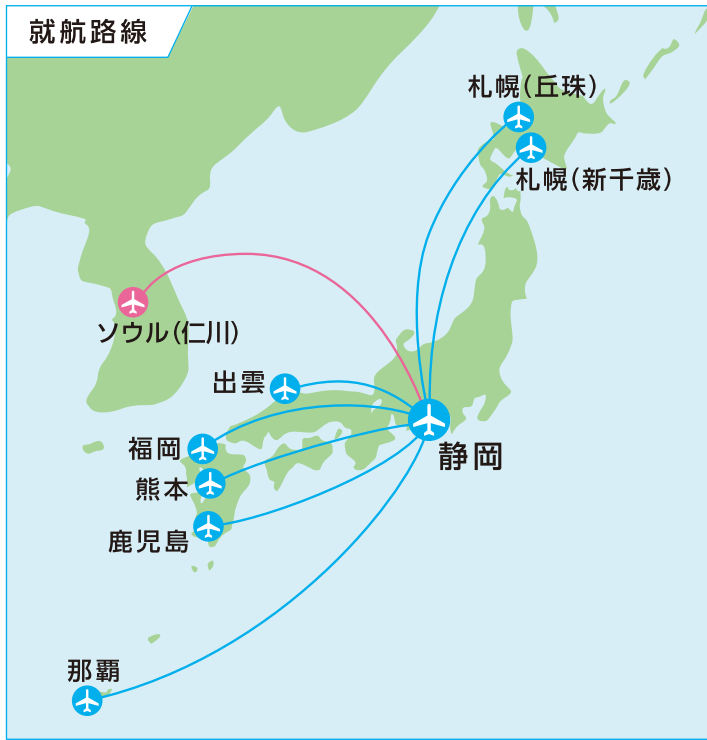 就航路線
札幌(丘珠)
札幌(新千歳)
ソウル(仁川)
出雲
福岡
静岡
熊本
鹿児島
那覇